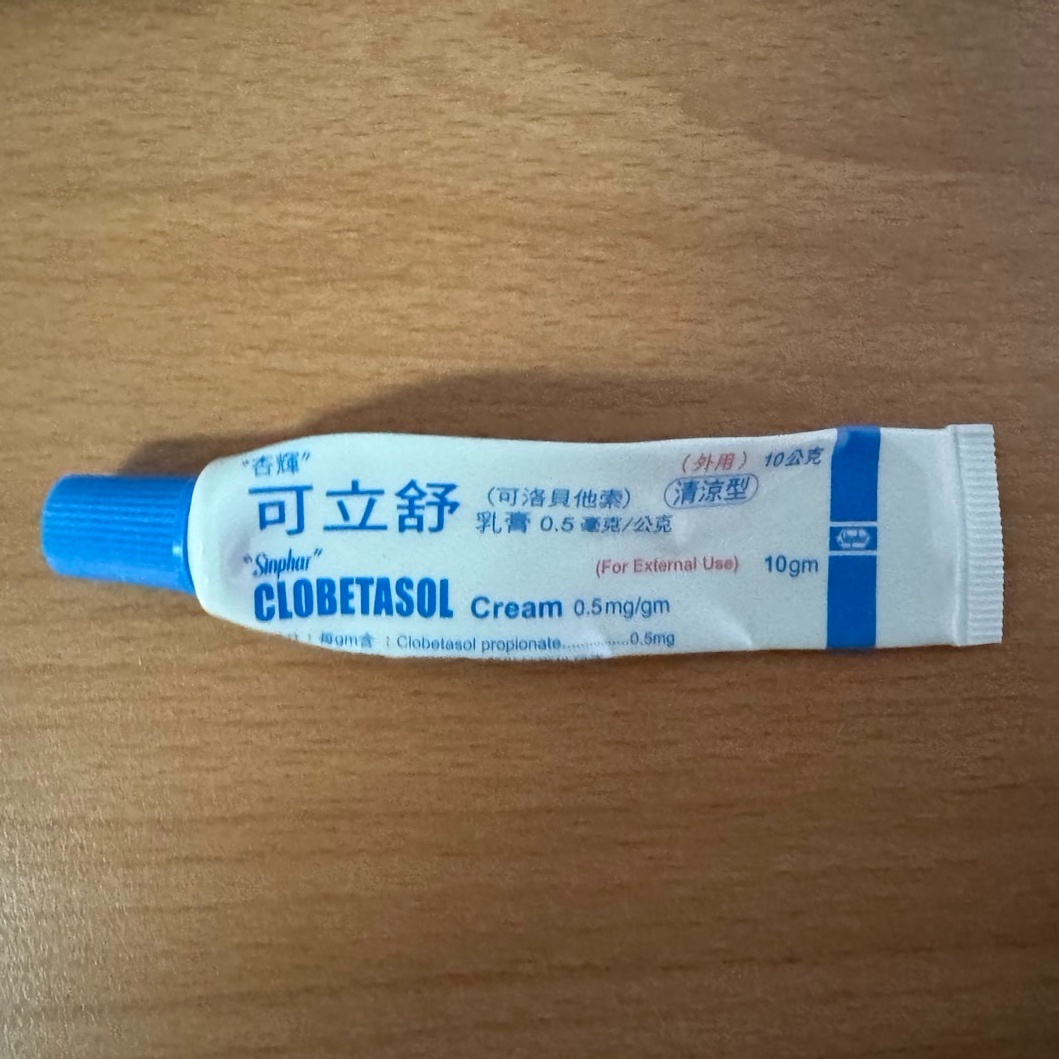 “杏輝”
可立舒 (可洛貝他索) 乳膏 0.5 毫克/公克
(外用) 10公克
清涼型
“Sinphar”
CLOBETASOL Cream 0.5mg/gm
(For External Use) 10gm
每gm含：Clobetasol propionate...............0.5mg